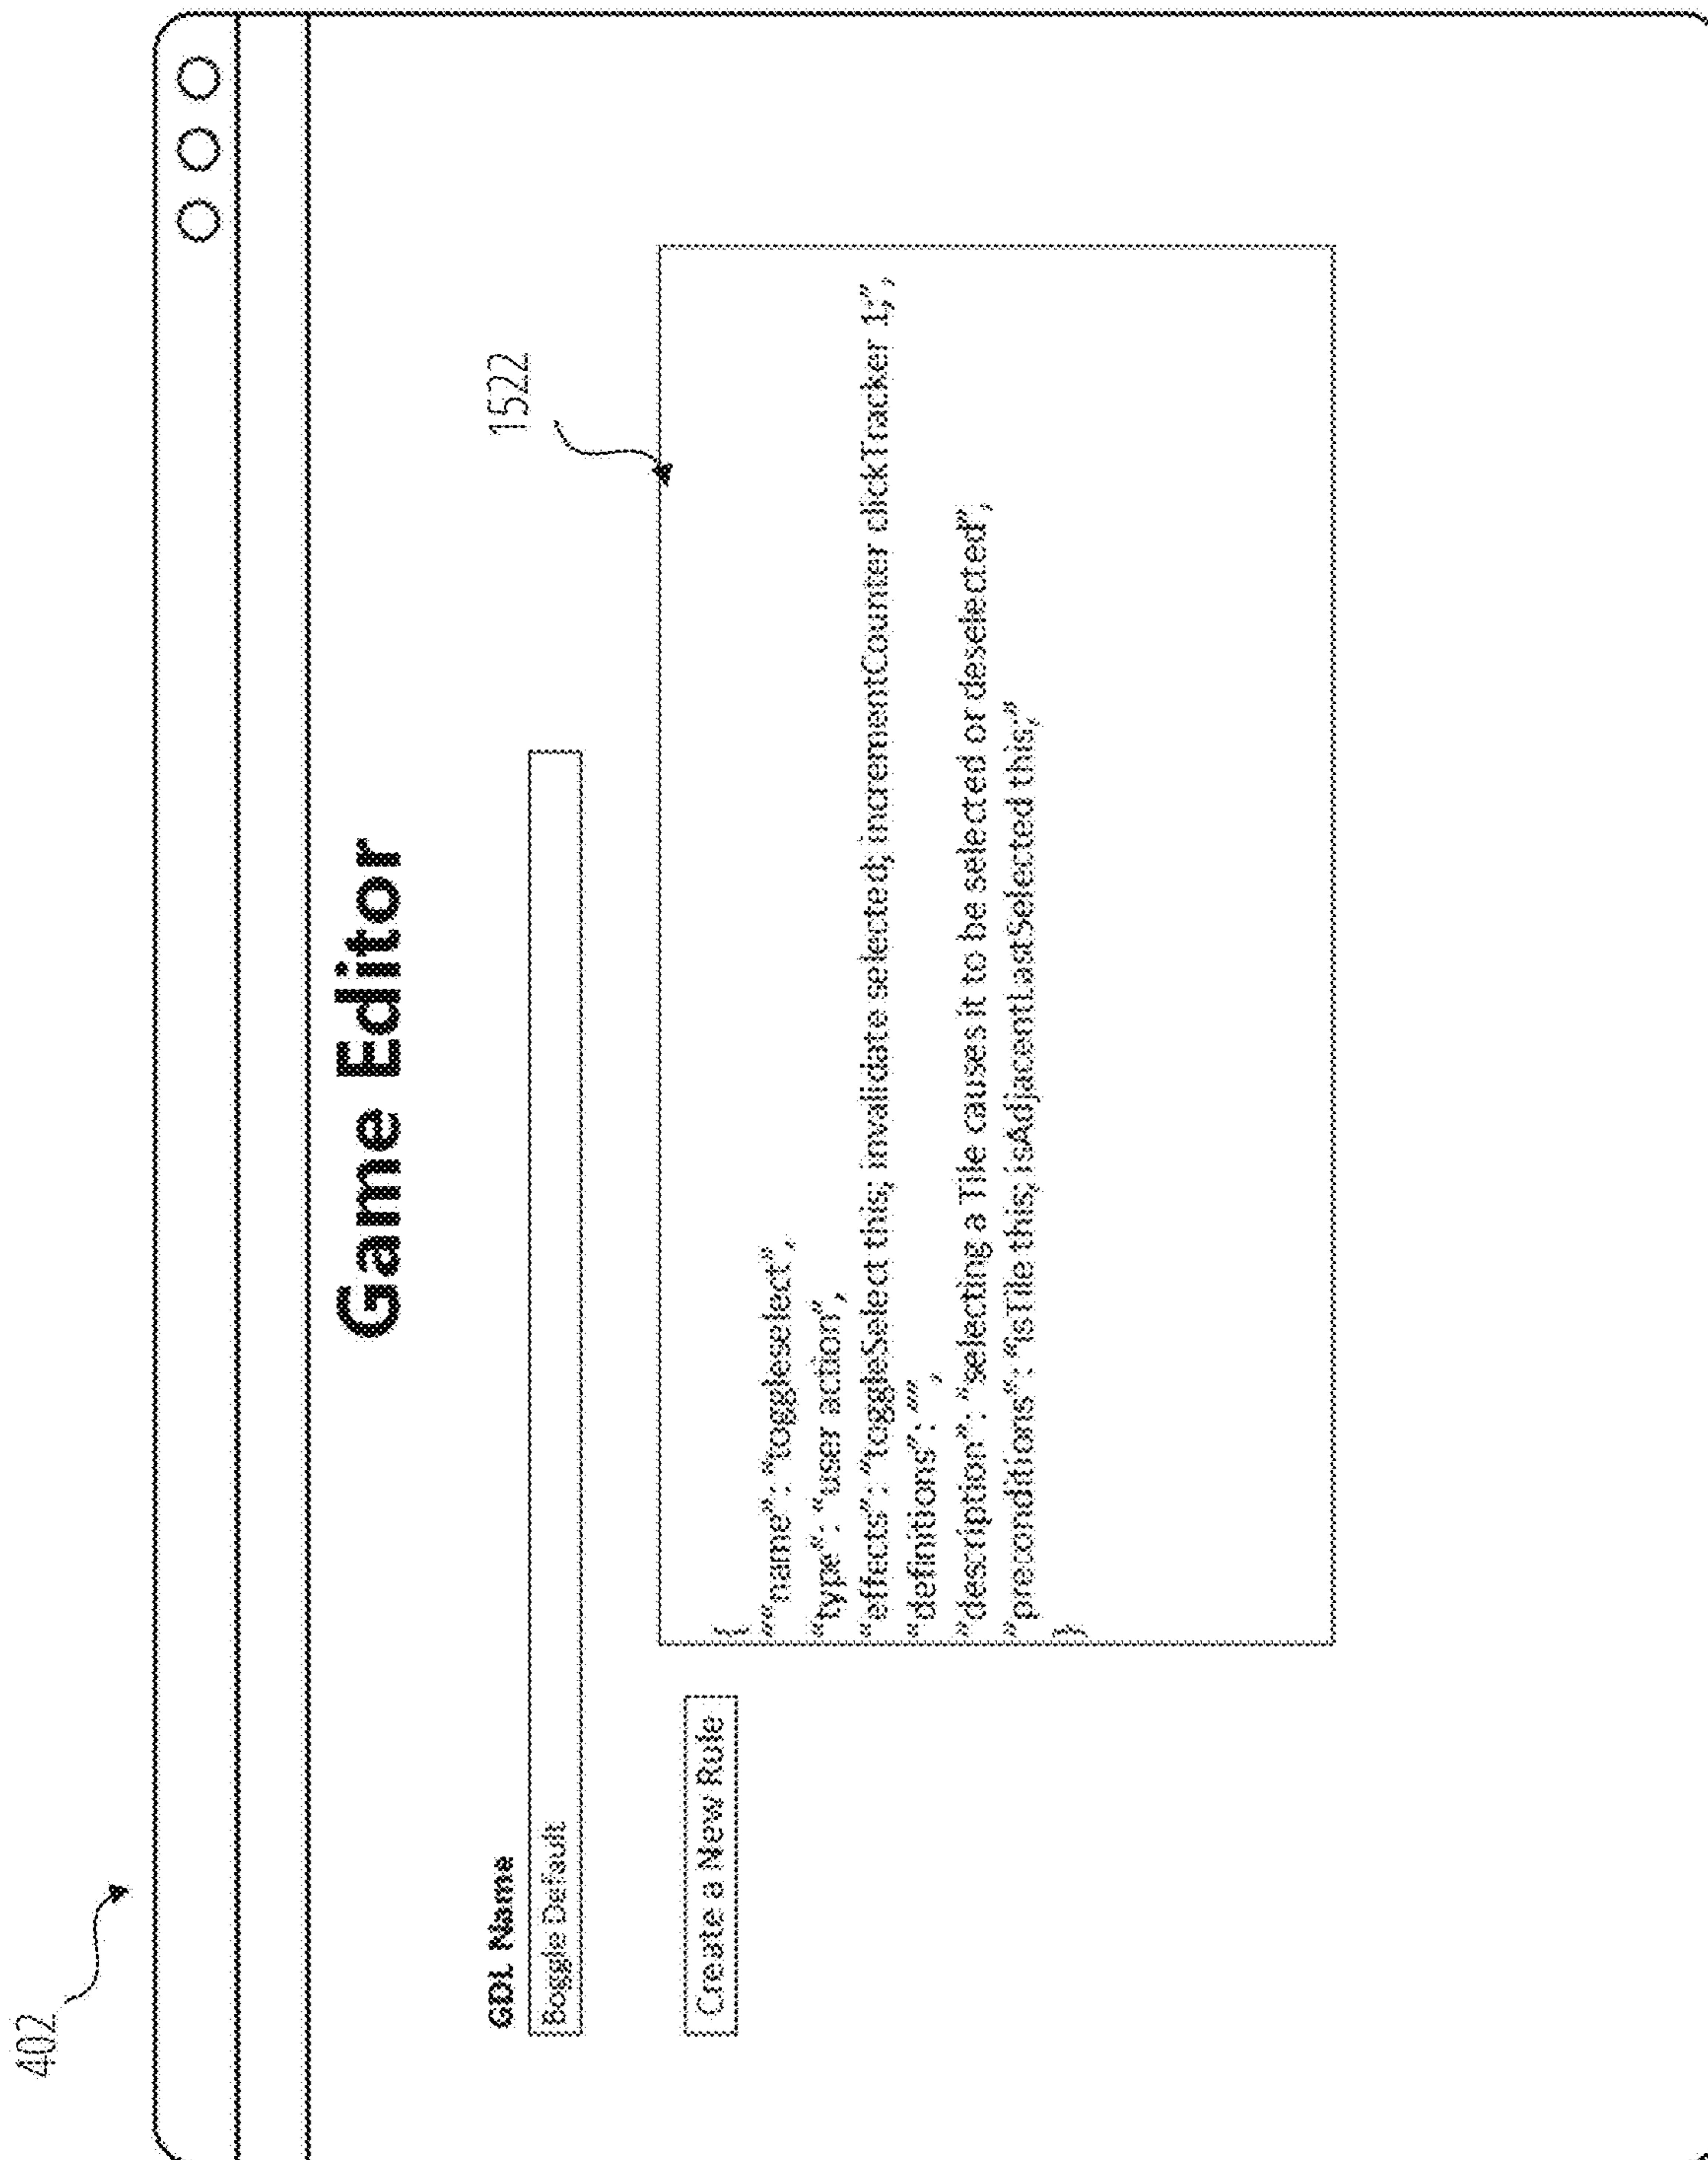 402
Game Editor
GDL Name
Boggle Default
1522
Create a New Rule
{
""name": "toggleselect",
"type": "user action",
"effects": "toggleSelect this; invalidate selected; incrementCounter clickTracker 1;",
"definitions": "",
"description": "selecting a Tile causes it to be selected or deselected",
"preconditions": "isTile this; isAdjacentLastSelected this;"
}